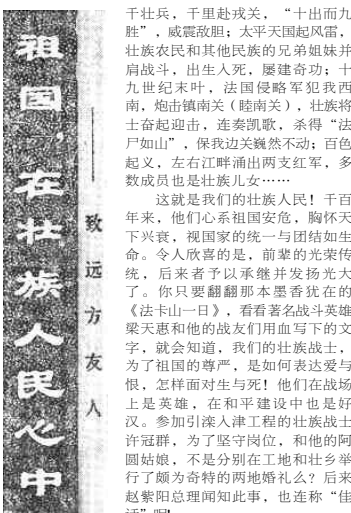 祖国，在壮族人民心中
——致远方友人
千壮兵，千里赴戎关，“十出而九
胜”，威震敌胆；太平天国起风雷，
壮族农民和其他民族的兄弟姐妹并
肩战斗，出生入死，屡建奇功；十
九世纪末叶，法国侵略军犯我西
南，炮击镇南关（睦南关），壮族将
士奋起迎击，连奏凯歌，杀得“法
尸如山”，保我边关巍然不动；百色
起义，左右江畔涌出两支红军，多
数成员也是壮族儿女……
这就是我们的壮族人民！千百
年来，他们心系祖国安危，胸怀天
下兴衰，视国家的统一与团结如生
命。令人欣喜的是，前辈的光荣传
统，后来者予以承继并发扬光大
了。你只要翻翻那本墨香犹在的
《法卡山一日》，看看著名战斗英雄
梁天惠和他的战友们用血写下的文
字，就会知道，我们的壮族战士，
为了祖国的尊严，是如何表达爱与
恨，怎样面对生与死！他们在战场
上是英雄，在和平建设中也是好
汉。参加引滦入津工程的壮族战士
许冠群，为了坚守岗位，和他的阿
圆姑娘，不是分别在工地和壮乡举
行了颇为奇特的两地婚礼么？后来
赵紫阳总理闻知此事，也连称“佳
话”呢！